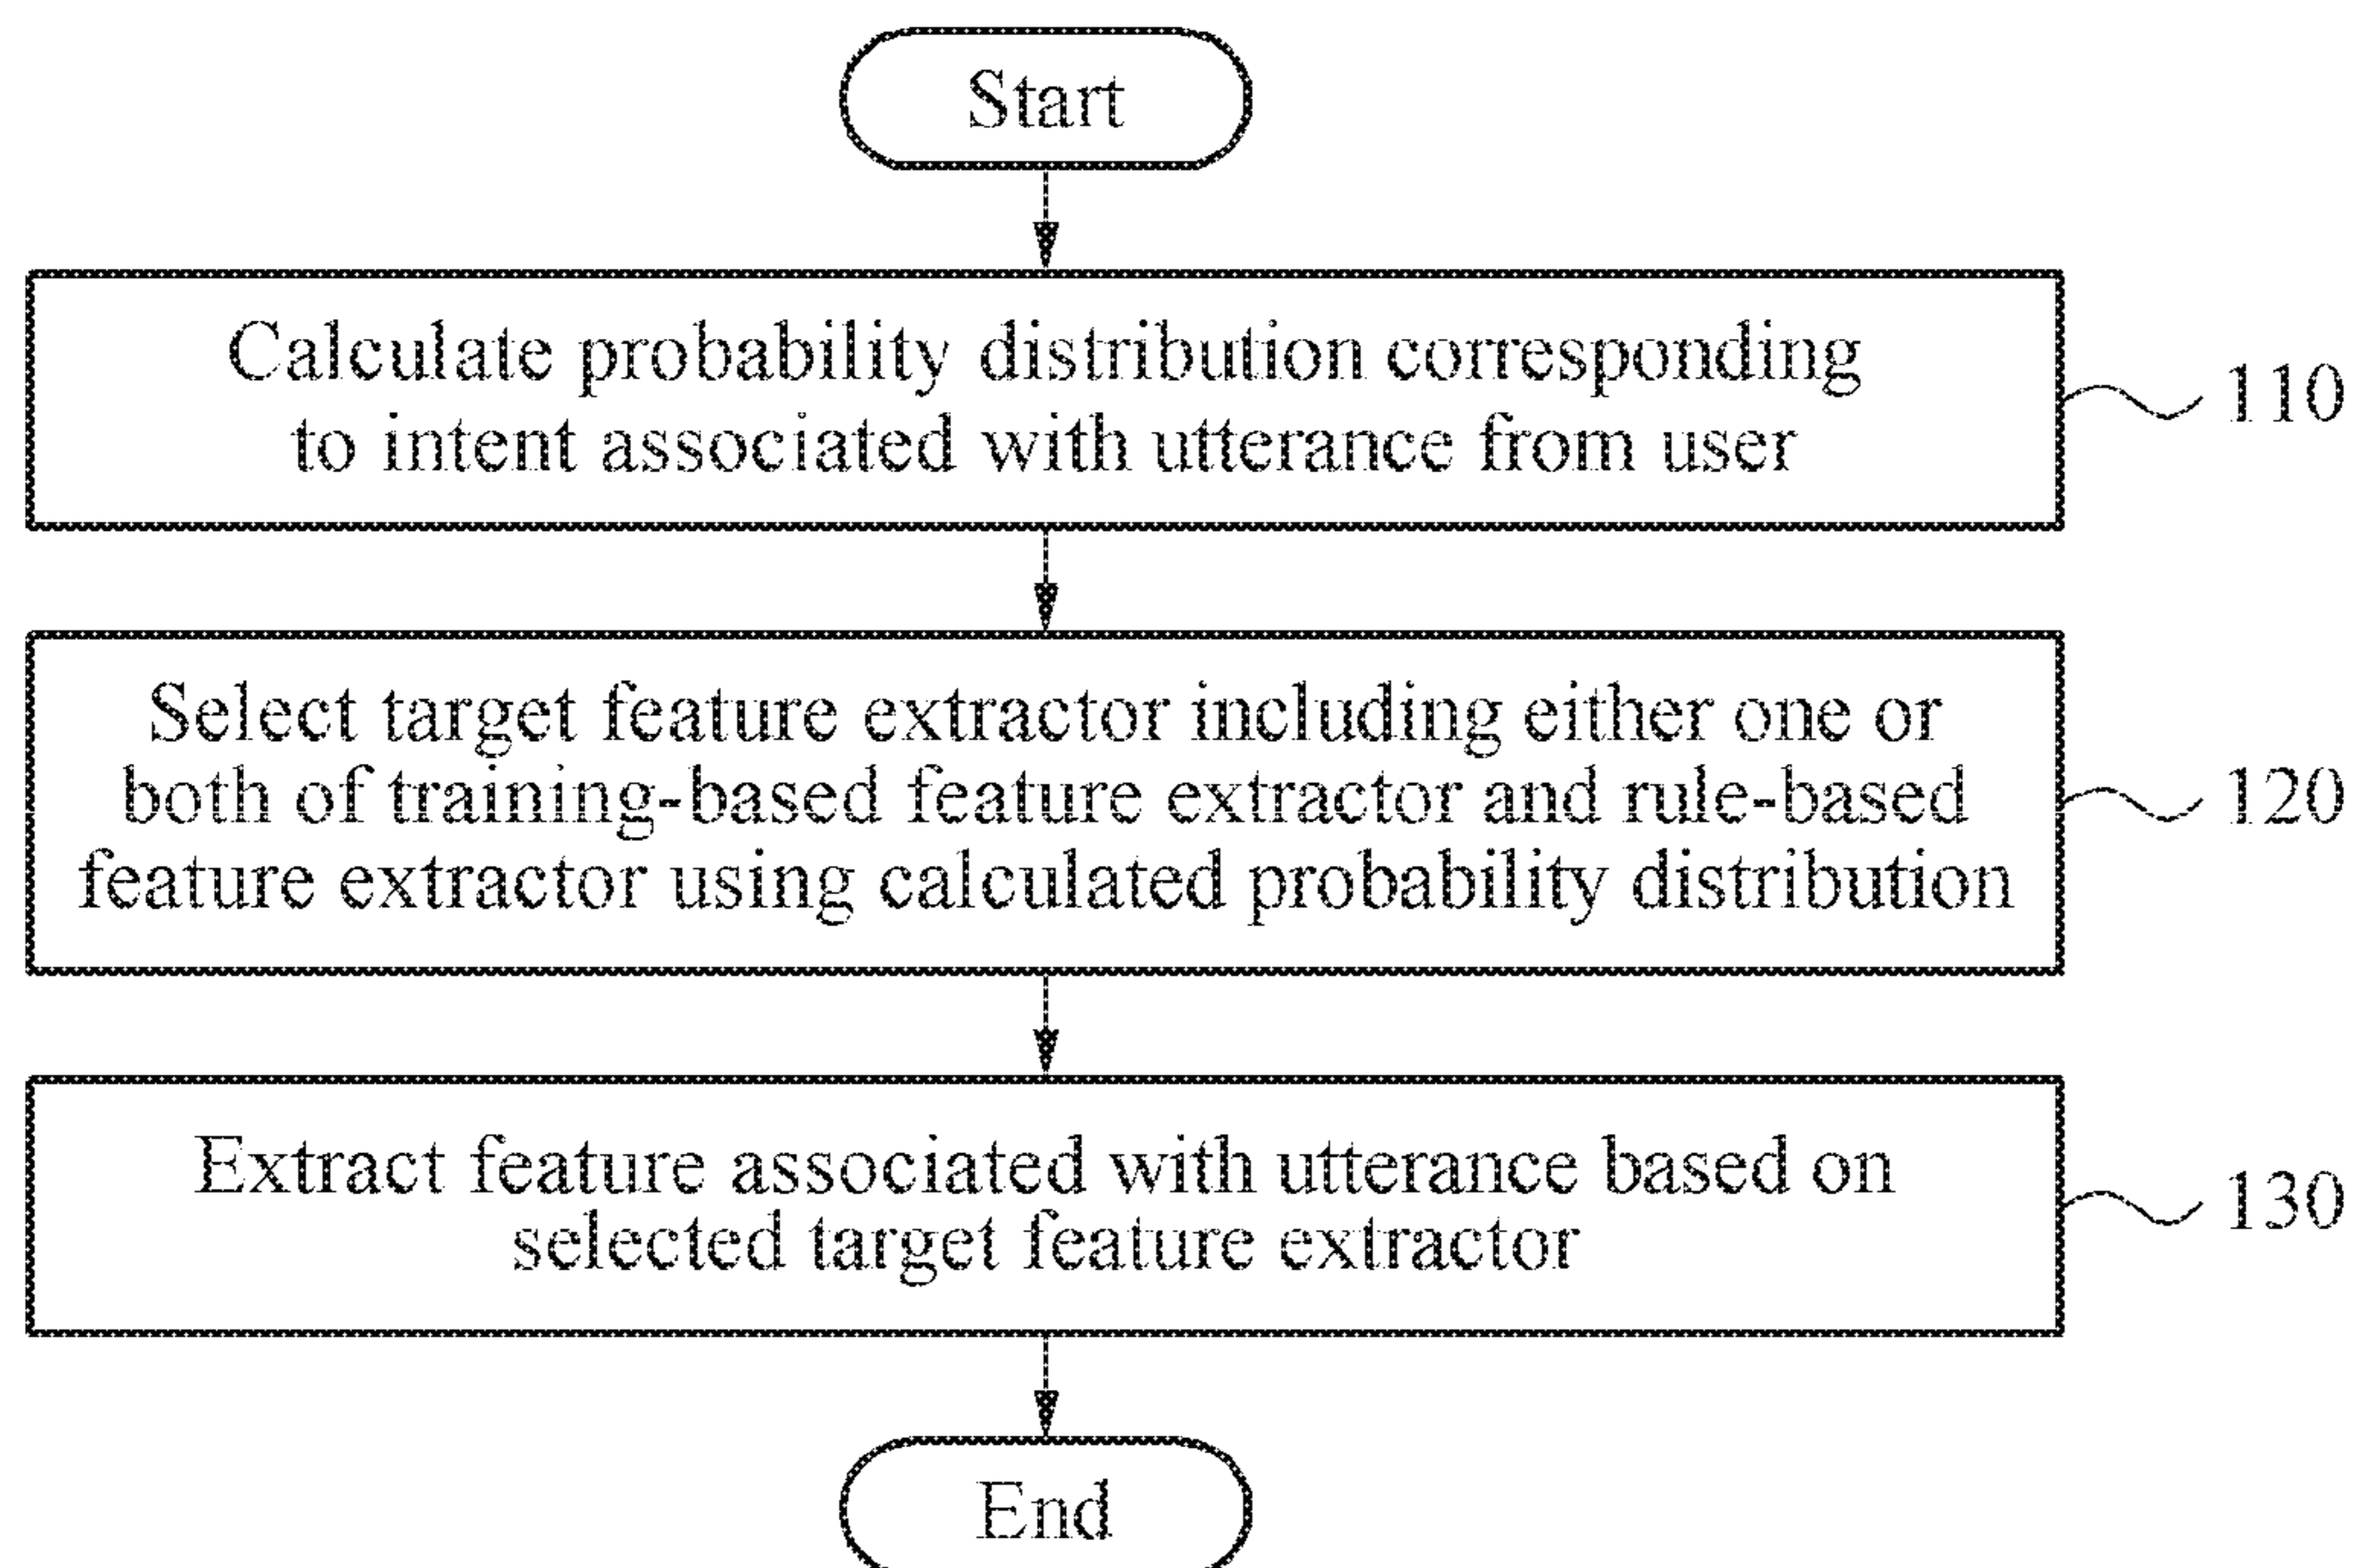 Start
Calculate probability distribution corresponding
to intent associated with utterance from user
110
Select target feature extractor including either one or
both of training-based feature extractor and rule-based
feature extractor using calculated probability distribution
120
Extract feature associated with utterance based on
selected target feature extractor
130
End